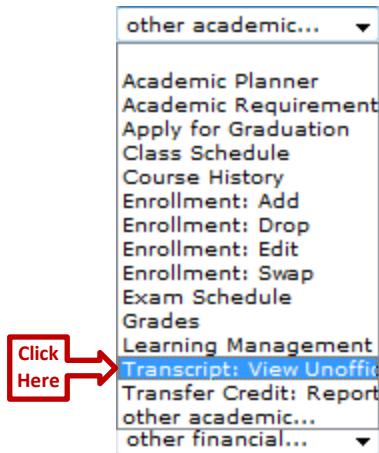 other academic...
Academic Planner
Academic Requirement
Apply for Graduation
Class Schedule
Course History
Enrollment: Add
Enrollment: Drop
Enrollment: Edit
Enrollment: Swap
Exam Schedule
Grades
Learning Management
Click
Here
Transcript: View Unoffic
Transfer Credit: Report
other academic...
other financial...